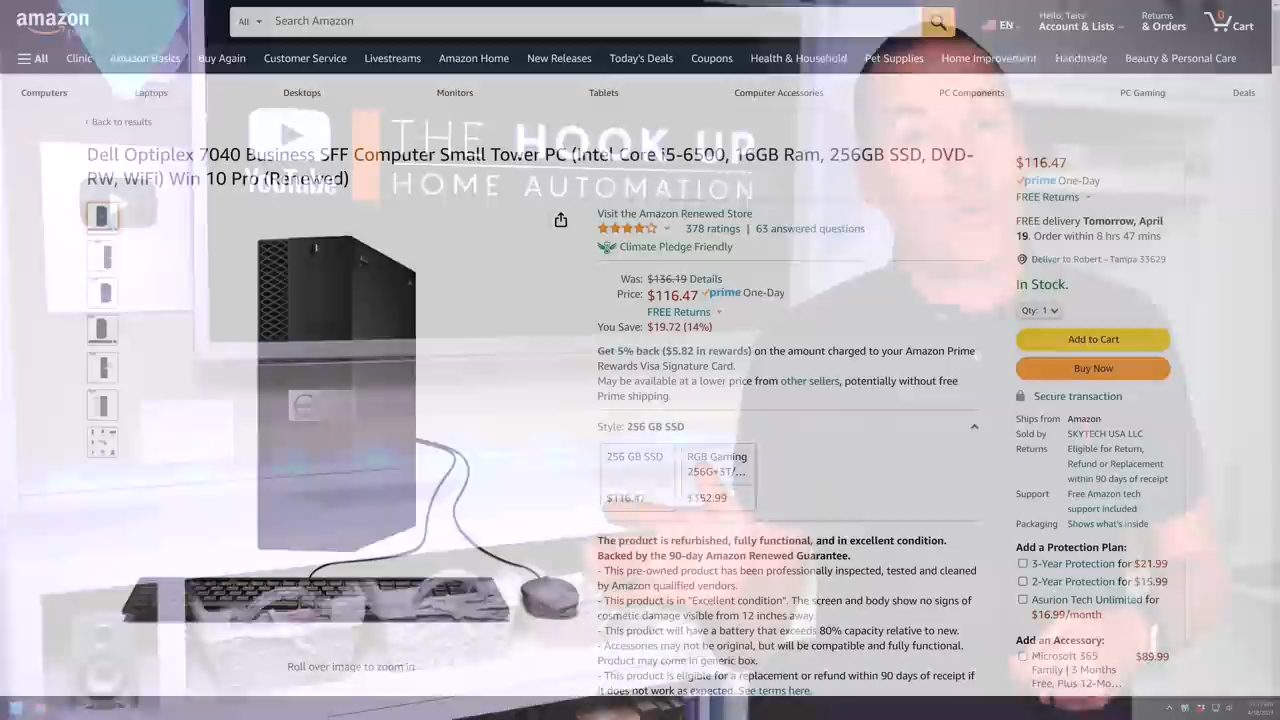 amazon
All
Search Amazon
EN
Hello, Taits
Account & Lists
Returns
& Orders
0
Cart
All
Clinic
Amazon Basics
Buy Again
Customer Service
Livestreams
Amazon Home
New Releases
Today's Deals
Coupons
Health & Household
Pet Supplies
Home Improvement
Handmade
Beauty & Personal Care
Computers
Laptops
Desktops
Monitors
Tablets
Computer Accessories
PC Components
PC Gaming
Deals
‹ Back to results
YouTube
THE HOOK UP
HOME AUTOMATION
Dell Optiplex 7040 Business SFF Computer Small Tower PC (Intel Core i5-6500, 16GB Ram, 256GB SSD, DVD-
RW, WiFi) Win 10 Pro (Renewed)
Visit the Amazon Renewed Store
378 ratings | 63 answered questions
Climate Pledge Friendly
Was: $136.19 Details
Price: $116.47 prime One-Day
FREE Returns
You Save: $19.72 (14%)
Get 5% back ($5.82 in rewards) on the amount charged to your Amazon Prime
Rewards Visa Signature Card.
May be available at a lower price from other sellers, potentially without free
Prime shipping.
Style: 256 GB SSD
256 GB SSD
$116.47
RGB Gaming
256G+3T/...
$352.99
The product is refurbished, fully functional, and in excellent condition.
Backed by the 90-day Amazon Renewed Guarantee.
- This pre-owned product has been professionally inspected, tested and cleaned
by Amazon qualified vendors.
- This product is in "Excellent condition". The screen and body show no signs of
cosmetic damage visible from 12 inches away.
- This product will have a battery that exceeds 80% capacity relative to new.
- Accessories may not be original, but will be compatible and fully functional.
Product may come in generic box.
- This product is eligible for a replacement or refund within 90 days of receipt if
it does not work as expected. See terms here.
Roll over image to zoom in
$116.47
prime One-Day
FREE Returns
FREE delivery Tomorrow, April
19. Order within 8 hrs 47 mins
Deliver to Robert - Tampa 33629
In Stock.
Qty: 1
Add to Cart
Buy Now
Secure transaction
Ships from Amazon
Sold by SKYTECH USA LLC
Returns Eligible for Return,
Refund or Replacement
within 90 days of receipt
Support Free Amazon tech
support included
Packaging Shows what's inside
Add a Protection Plan:
3-Year Protection for $21.99
2-Year Protection for $15.99
Asurion Tech Unlimited for
$16.99/month
Add an Accessory:
Microsoft 365 $89.99
Family | 3 Months
Free, Plus 12-Mo...